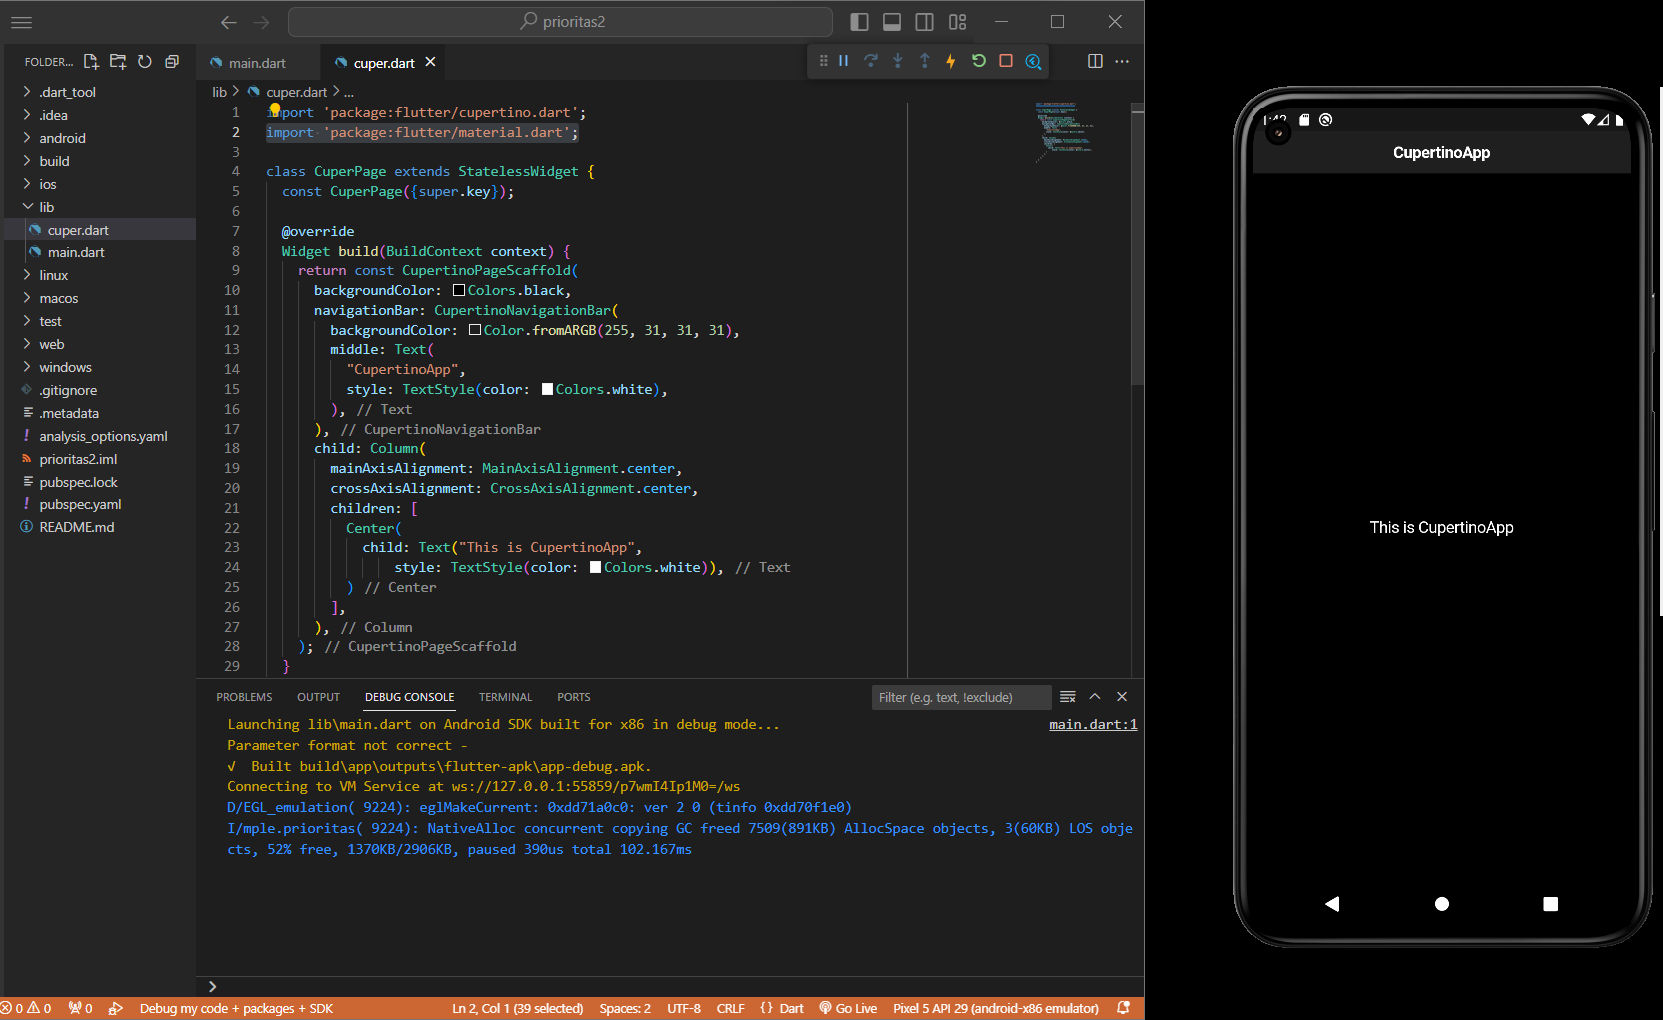 prioritas2
FOLDER...
main.dart
cuper.dart
lib > cuper.dart > ...
.dart_tool
.idea
android
build
ios
lib
cuper.dart
main.dart
linux
macos
test
web
windows
.gitignore
.metadata
analysis_options.yaml
prioritas2.iml
pubspec.lock
pubspec.yaml
README.md
1 import 'package:flutter/cupertino.dart';
2 import 'package:flutter/material.dart';
3
4 class CuperPage extends StatelessWidget {
5 const CuperPage({super.key});
6
7 @override
8 Widget build(BuildContext context) {
9 return const CupertinoPageScaffold(
10 backgroundColor: Colors.black,
11 navigationBar: CupertinoNavigationBar(
12 backgroundColor: Color.fromARGB(255, 31, 31, 31),
13 middle: Text(
14 "CupertinoApp",
15 style: TextStyle(color: Colors.white),
16 ), // Text
17 ), // CupertinoNavigationBar
18 child: Column(
19 mainAxisAlignment: MainAxisAlignment.center,
20 crossAxisAlignment: CrossAxisAlignment.center,
21 children: [
22 Center(
23 child: Text("This is CupertinoApp",
24 style: TextStyle(color: Colors.white)), // Text
25 ) // Center
26 ],
27 ), // Column
28 ); // CupertinoPageScaffold
29 }
PROBLEMS OUTPUT DEBUG CONSOLE TERMINAL PORTS
Filter (e.g. text, !exclude)
Launching lib\main.dart on Android SDK built for x86 in debug mode...
main.dart:1
Parameter format not correct -
√ Built build\app\outputs\flutter-apk\app-debug.apk.
Connecting to VM Service at ws://127.0.0.1:55859/p7wmI4Ip1M0=/ws
D/EGL_emulation( 9224): eglMakeCurrent: 0xdd71a0c0: ver 2 0 (tinfo 0xdd70f1e0)
I/mple.prioritas( 9224): NativeAlloc concurrent copying GC freed 7509(891KB) AllocSpace objects, 3(60KB) LOS obje
cts, 52% free, 1370KB/2906KB, paused 390us total 102.167ms
0 0 0 Debug my code + packages + SDK Ln 2, Col 1 (39 selected) Spaces: 2 UTF-8 CRLF {} Dart Go Live Pixel 5 API 29 (android-x86 emulator)
CupertinoApp
This is CupertinoApp